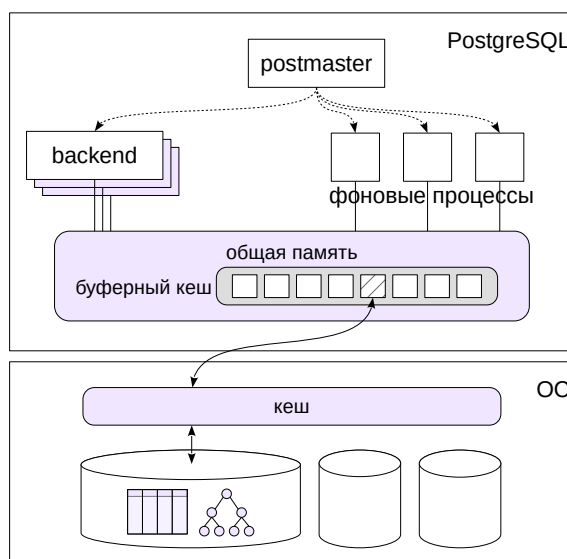 PostgreSQL
postmaster
backend
фоновые процессы
общая память
буферный кеш
ОС
кеш